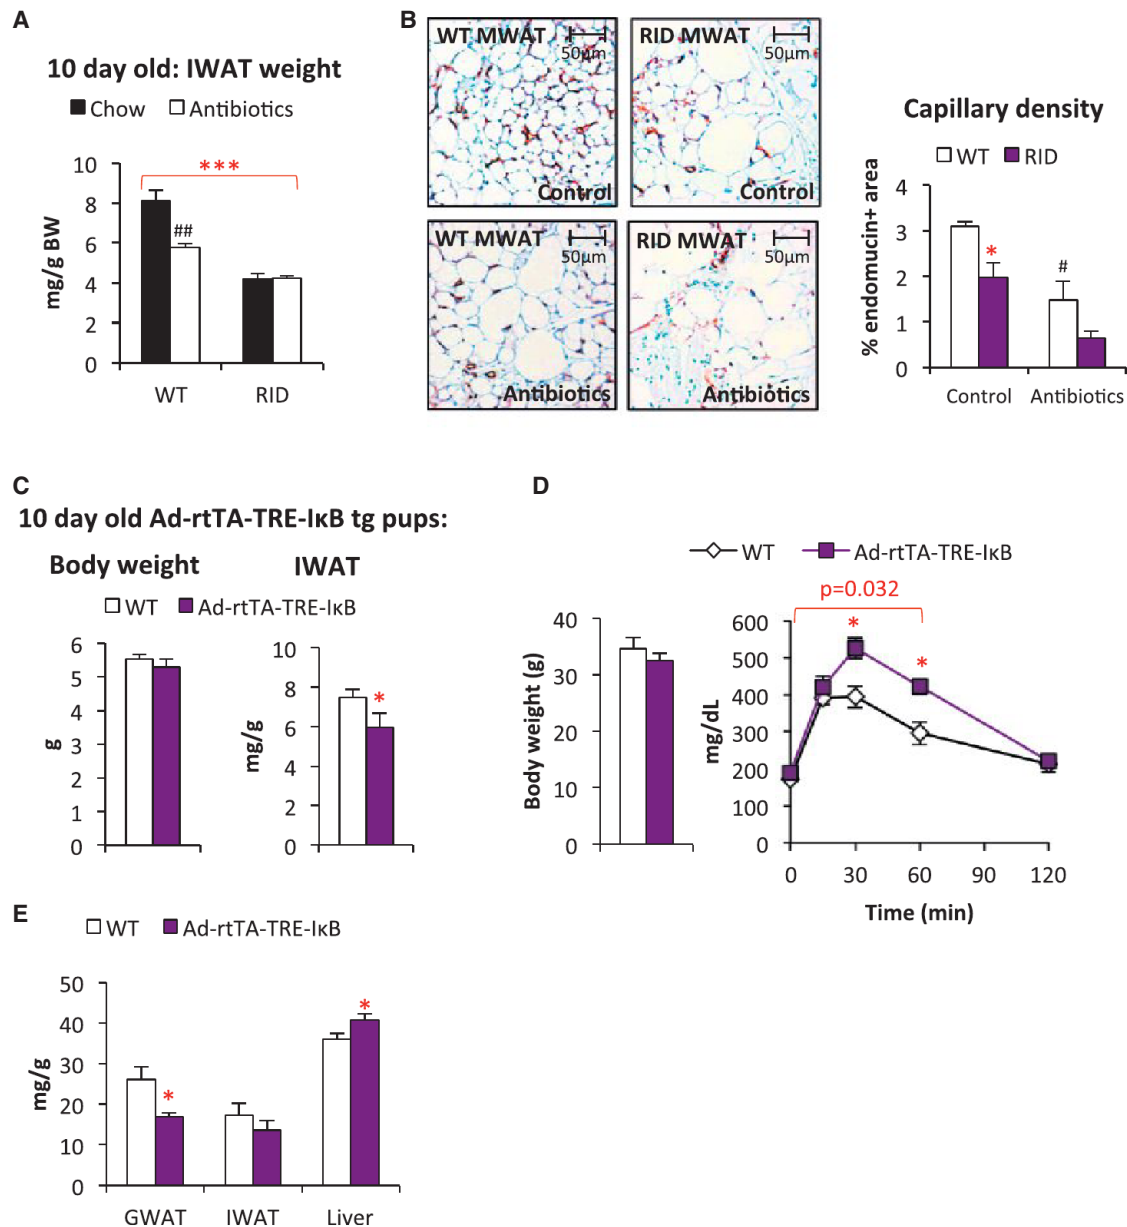 A
10 day old: IWAT weight
Chow Antibiotics
10
8
6
4
2
0
mg/g BW
***
##
WT RID
B
WT MWAT
50µm
Control
RID MWAT
50µm
Control
WT MWAT
50µm
Antibiotics
RID MWAT
50µm
Antibiotics
Capillary density
WT RID
4
3
2
1
0
% endomucin+ area
*
#
Control Antibiotics
C
10 day old Ad-rtTA-TRE-IκB tg pups:
Body weight IWAT
WT Ad-rtTA-TRE-IκB
6
5
4
3
2
1
0
g
10
8
6
4
2
0
mg/g
*
D
WT Ad-rtTA-TRE-IκB
40
30
20
10
0
Body weight (g)
p=0.032
* *
600
500
400
300
200
100
0
mg/dL
0 30 60 90 120
Time (min)
E
WT Ad-rtTA-TRE-IκB
50
40
30
20
10
0
mg/g
* *
GWAT IWAT Liver